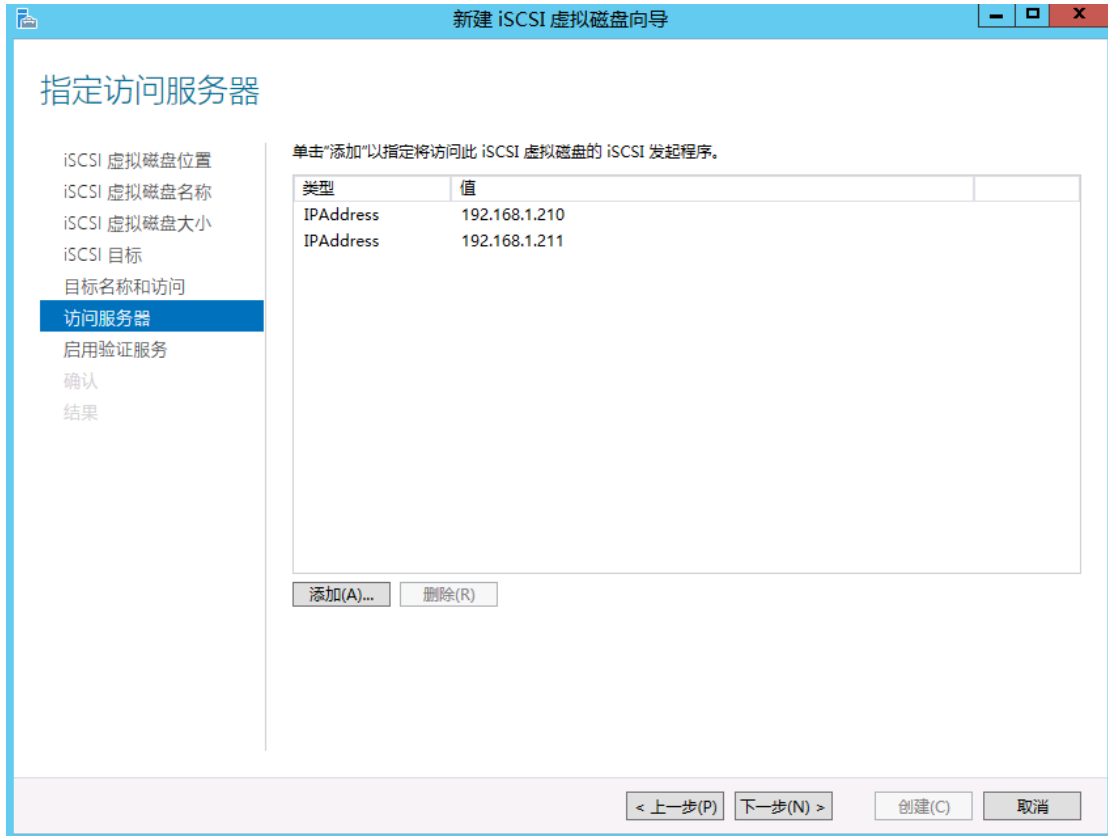 新建 iSCSI 虚拟磁盘向导
指定访问服务器
iSCSI 虚拟磁盘位置
iSCSI 虚拟磁盘名称
iSCSI 虚拟磁盘大小
iSCSI 目标
目标名称和访问
访问服务器
启用验证服务
确认
结果
单击"添加"以指定将访问此 iSCSI 虚拟磁盘的 iSCSI 发起程序。
类型 值
IPAddress 192.168.1.210
IPAddress 192.168.1.211
添加(A)... 删除(R)
< 上一步(P) 下一步(N) > 创建(C) 取消